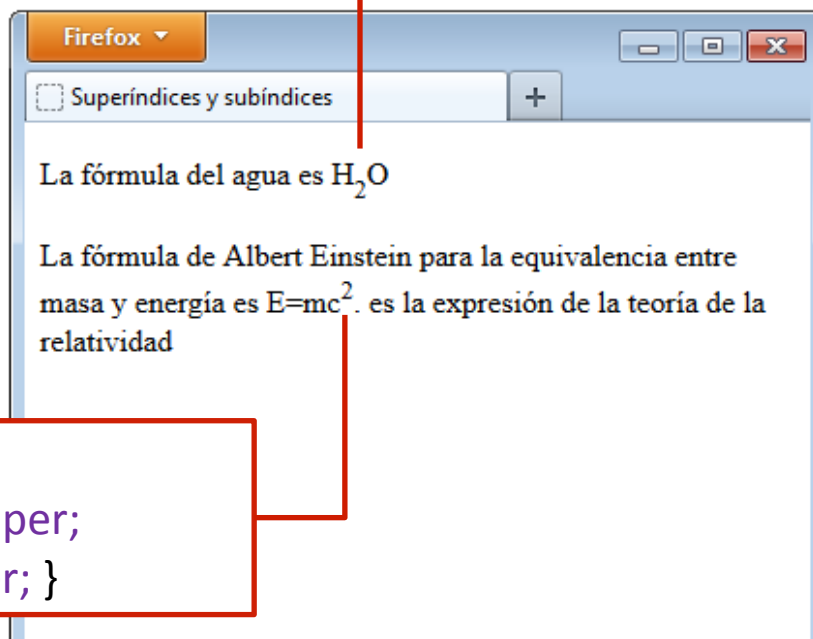 Firefox
Superíndices y subíndices
La fórmula del agua es H₂O
La fórmula de Albert Einstein para la equivalencia entre
masa y energía es E=mc². es la expresión de la teoría de la
relatividad
per;
r; }